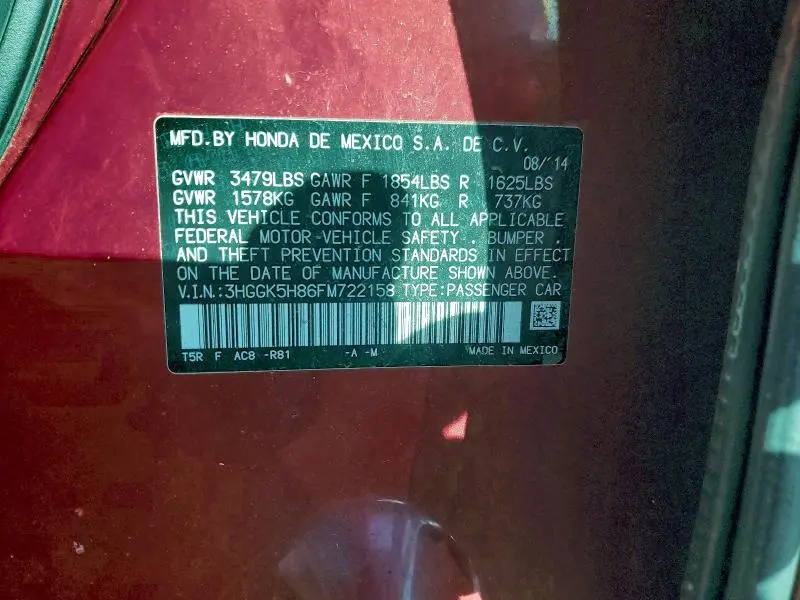 MFD.BY HONDA DE MEXICO S.A. DE C.V.
08/'14
GVWR 3479LBS GAWR F 1854LBS R 1625LBS
GVWR 1578KG GAWR F 841KG R 737KG
THIS VEHICLE CONFORMS TO ALL APPLICABLE
FEDERAL MOTOR-VEHICLE SAFETY . BUMPER .
AND THEFT PREVENTION STANDARDS IN EFFECT
ON THE DATE OF MANUFACTURE SHOWN ABOVE.
V.I.N.:3HGGK5H86FM722158 TYPE:PASSENGER CAR
T5R F AC8 -R81 -A -M MADE IN MEXICO